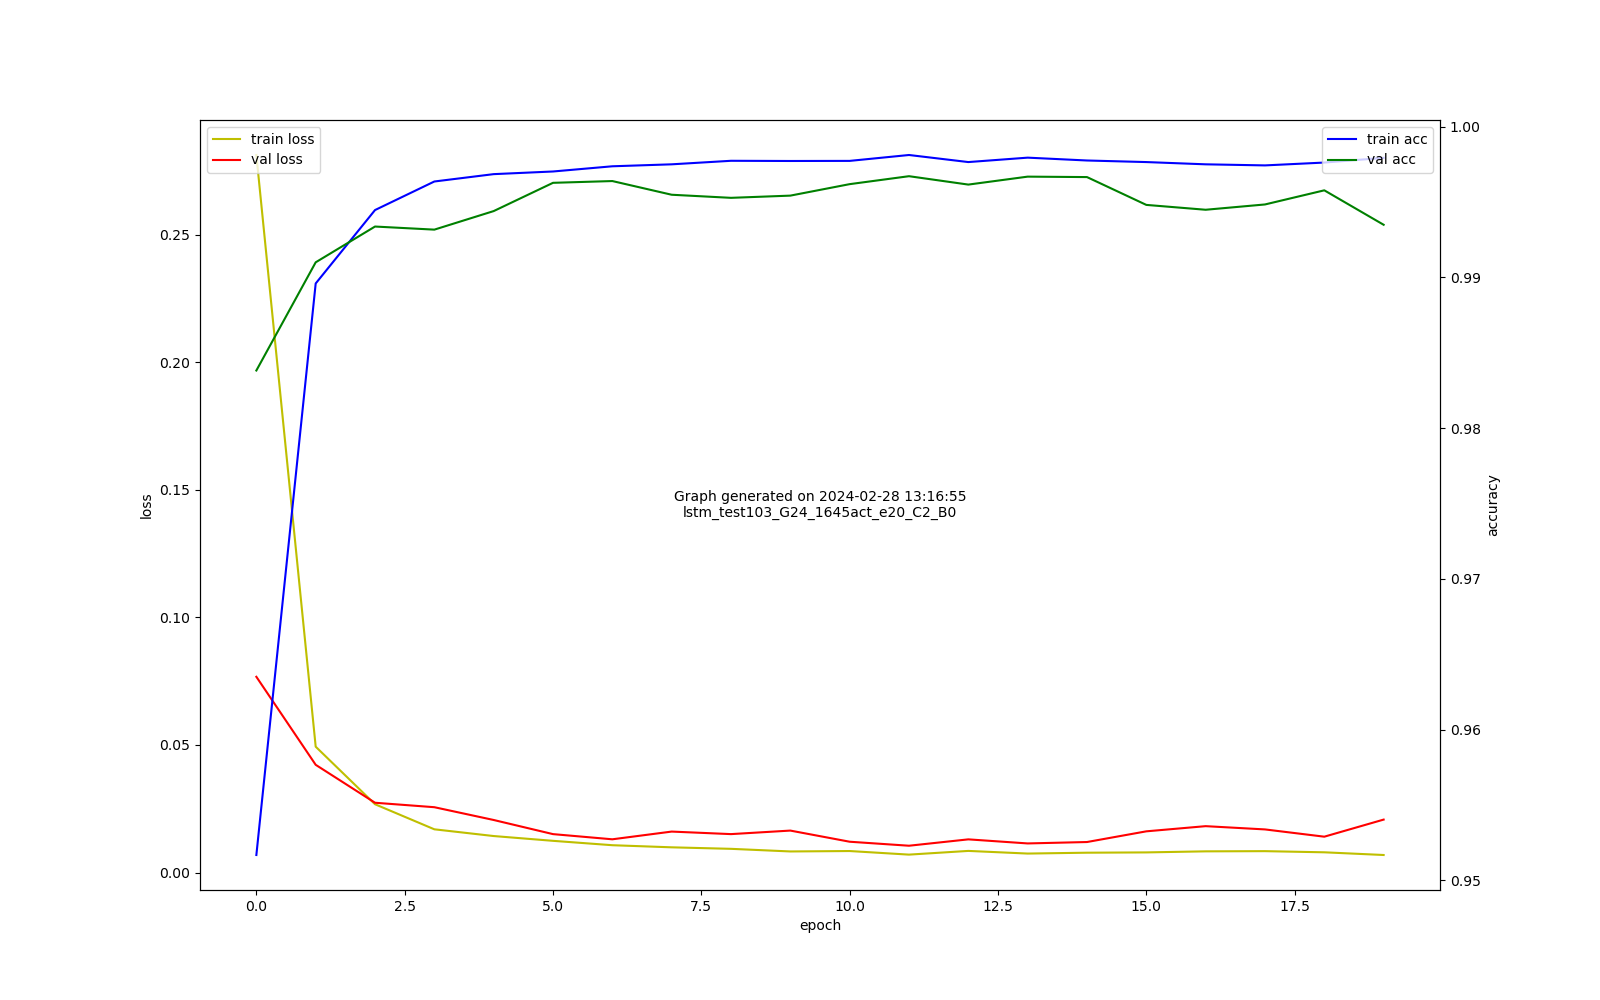 train loss
val loss
train acc
val acc
1.00
0.25
0.99
0.20
0.98
Graph generated on 2024-02-28 13:16:55
lstm_test103_G24_1645act_e20_C2_B0
0.15
loss
accuracy
0.97
0.10
0.96
0.05
0.00
0.95
0.0 2.5 5.0 7.5 10.0 12.5 15.0 17.5
epoch